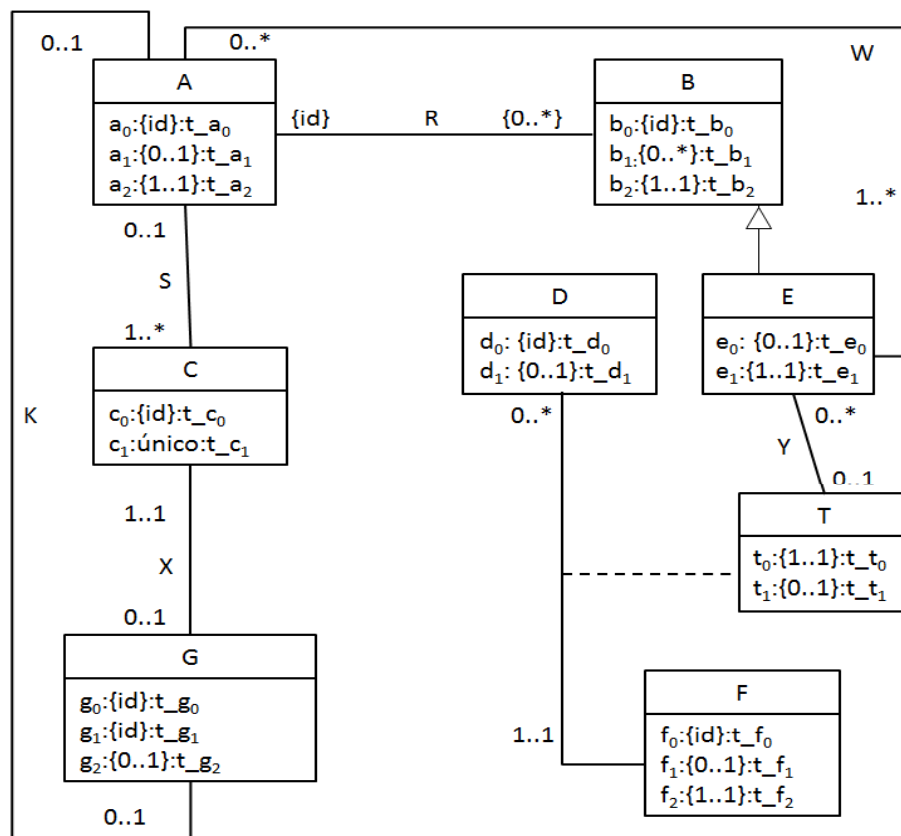 0..1
0..*
W
A
a₀:{id}:t_a₀
a₁:{0..1}:t_a₁
a₂:{1..1}:t_a₂
{id}
R
{0..*}
B
b₀:{id}:t_b₀
b₁:{0..*}:t_b₁
b₂:{1..1}:t_b₂
1..*
0..1
S
1..*
D
d₀: {id}:t_d₀
d₁: {0..1}:t_d₁
E
e₀: {0..1}:t_e₀
e₁:{1..1}:t_e₁
C
c₀:{id}:t_c₀
c₁:único:t_c₁
K
0..*
0..*
Y
0..1
1..1
X
0..1
T
t₀:{1..1}:t_t₀
t₁:{0..1}:t_t₁
G
g₀:{id}:t_g₀
g₁:{id}:t_g₁
g₂:{0..1}:t_g₂
1..1
F
f₀:{id}:t_f₀
f₁:{0..1}:t_f₁
f₂:{1..1}:t_f₂
0..1